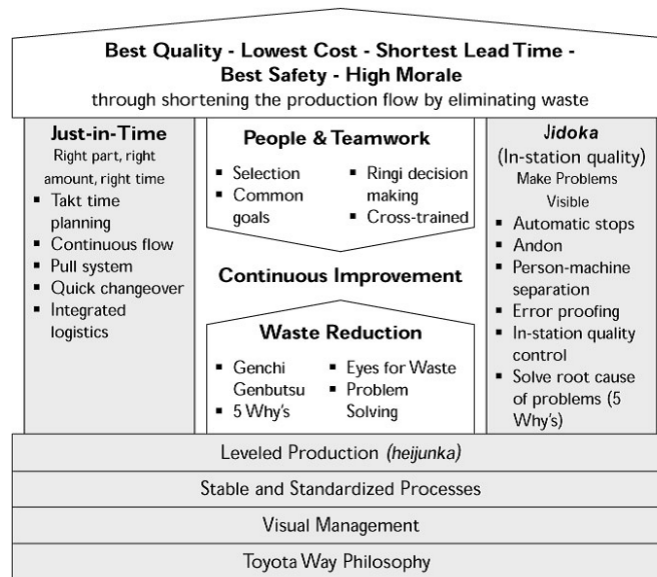 Best Quality - Lowest Cost - Shortest Lead Time -
Best Safety - High Morale
through shortening the production flow by eliminating waste
Just-in-Time
Right part, right
amount, right time
▪ Takt time
planning
▪ Continuous flow
▪ Pull system
▪ Quick changeover
▪ Integrated
logistics
People & Teamwork
▪ Selection
▪ Common
goals
▪ Ringi decision
making
▪ Cross-trained
Continuous Improvement
Waste Reduction
▪ Genchi
Genbutsu
▪ 5 Why's
▪ Eyes for Waste
▪ Problem
Solving
Jidoka
(In-station quality)
Make Problems
Visible
▪ Automatic stops
▪ Andon
▪ Person-machine
separation
▪ Error proofing
▪ In-station quality
control
▪ Solve root cause
of problems (5
Why's)
Leveled Production (heijunka)
Stable and Standardized Processes
Visual Management
Toyota Way Philosophy